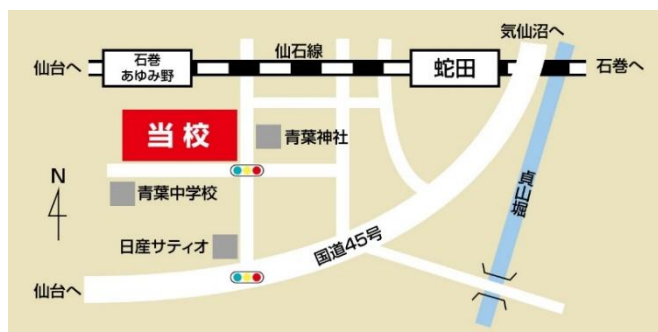 気仙沼へ
仙石線
仙台へ
石巻
あゆみ野
蛇田
石巻へ
当校
青葉神社
N
青葉中学校
貞山堀
日産サティオ
国道45号
仙台へ